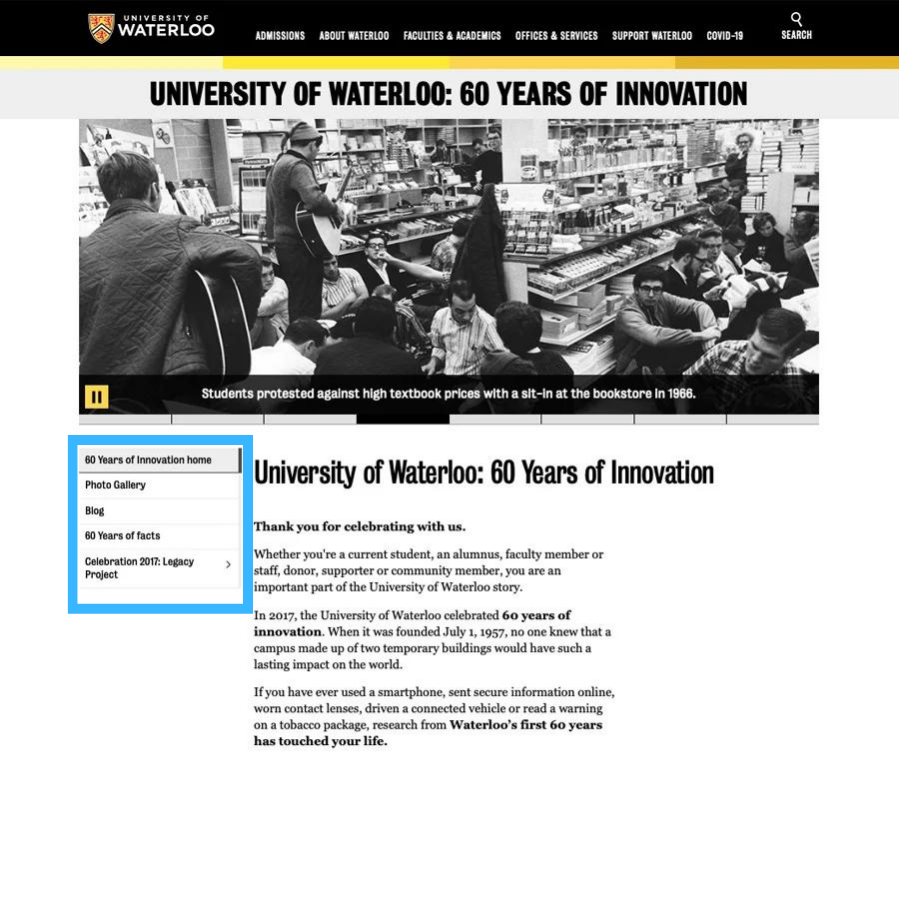 UNIVERSITY OF
WATERLOO
ADMISSIONS ABOUT WATERLOO FACULTIES & ACADEMICS OFFICES & SERVICES SUPPORT WATERLOO COVID-19 SEARCH
UNIVERSITY OF WATERLOO: 60 YEARS OF INNOVATION
Students protested against high textbook prices with a sit-in at the bookstore in 1966.
60 Years of Innovation home
Photo Gallery
Blog
60 Years of facts
Celebration 2017: Legacy
Project
University of Waterloo: 60 Years of Innovation
Thank you for celebrating with us.
Whether you're a current student, an alumnus, faculty member or
staff, donor, supporter or community member, you are an
important part of the University of Waterloo story.
In 2017, the University of Waterloo celebrated 60 years of
innovation. When it was founded July 1, 1957, no one knew that a
campus made up of two temporary buildings would have such a
lasting impact on the world.
If you have ever used a smartphone, sent secure information online,
worn contact lenses, driven a connected vehicle or read a warning
on a tobacco package, research from Waterloo's first 60 years
has touched your life.